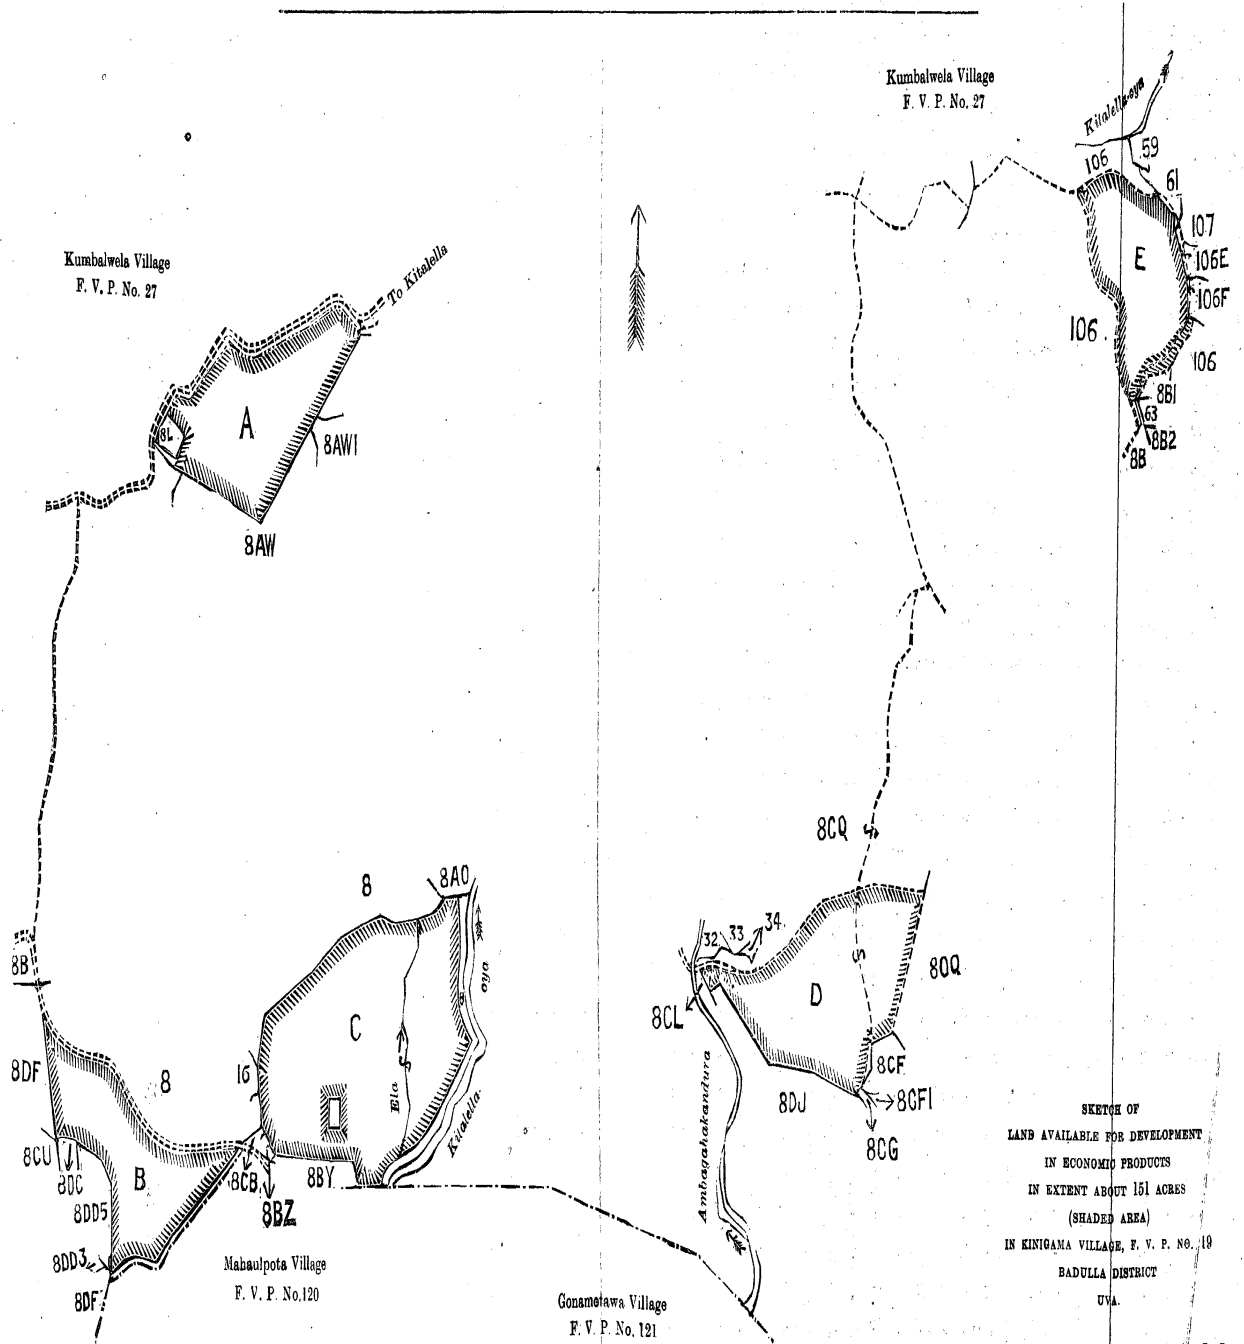 Kumbalwela Village
F. V. P. No. 27
Kitalella-oya
59
106
61
107
106E
106F
E
106
106
8B1
63
8B2
8B
Kumbalwela Village
F. V. P. No. 27
To Kitalella
A
8L
8AW1
8AW
8CQ
8
8AO
8B
oya
C
Ela
Kitalella-
16
8DF
8
8CU
8DC
B
8CB
8BY
8BZ
8DD5
8DD3
8DF
32
33
34
S
D
8CL
8CF
8CF1
8DJ
8CG
Ambagahakandura
Mahaulpota Village
F. V. P. No. 120
Gonametawa Village
F. V. P. No. 121
SKETCH OF
LAND AVAILABLE FOR DEVELOPMENT
IN ECONOMIC PRODUCTS
IN EXTENT ABOUT 151 ACRES
(SHADED AREA)
IN KINIGAMA VILLAGE, F. V. P. NO. 19
BADULLA DISTRICT
UVA.